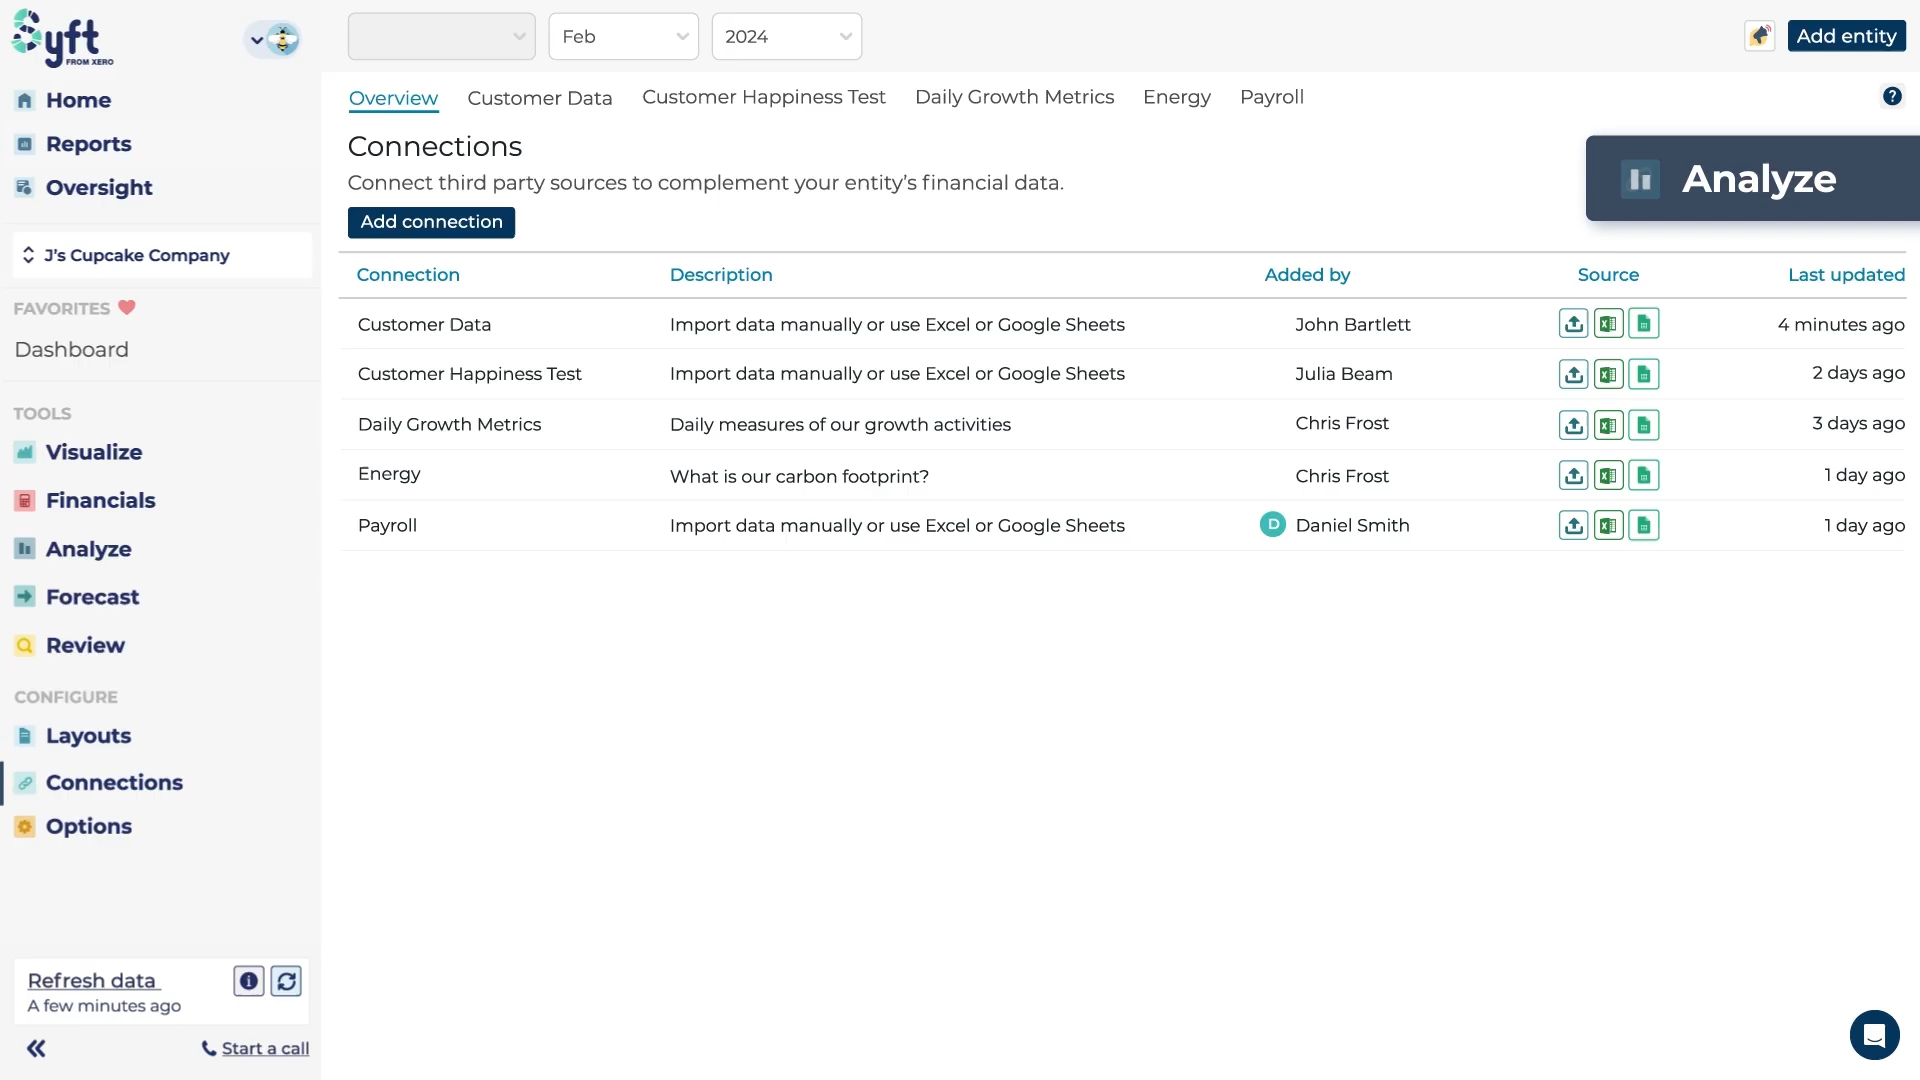 Syft
FROM XERO
Feb
2024
Add entity
Home
Reports
Oversight
J's Cupcake Company
FAVORITES
Dashboard
TOOLS
Visualize
Financials
Analyze
Forecast
Review
CONFIGURE
Layouts
Connections
Options
Refresh data
A few minutes ago
Start a call
Overview Customer Data Customer Happiness Test Daily Growth Metrics Energy Payroll
?
Connections
Connect third party sources to complement your entity’s financial data.
Add connection
Analyze
Connection Description Added by Source Last updated
Customer Data Import data manually or use Excel or Google Sheets John Bartlett 4 minutes ago
Customer Happiness Test Import data manually or use Excel or Google Sheets Julia Beam 2 days ago
Daily Growth Metrics Daily measures of our growth activities Chris Frost 3 days ago
Energy What is our carbon footprint? Chris Frost 1 day ago
Payroll Import data manually or use Excel or Google Sheets D Daniel Smith 1 day ago